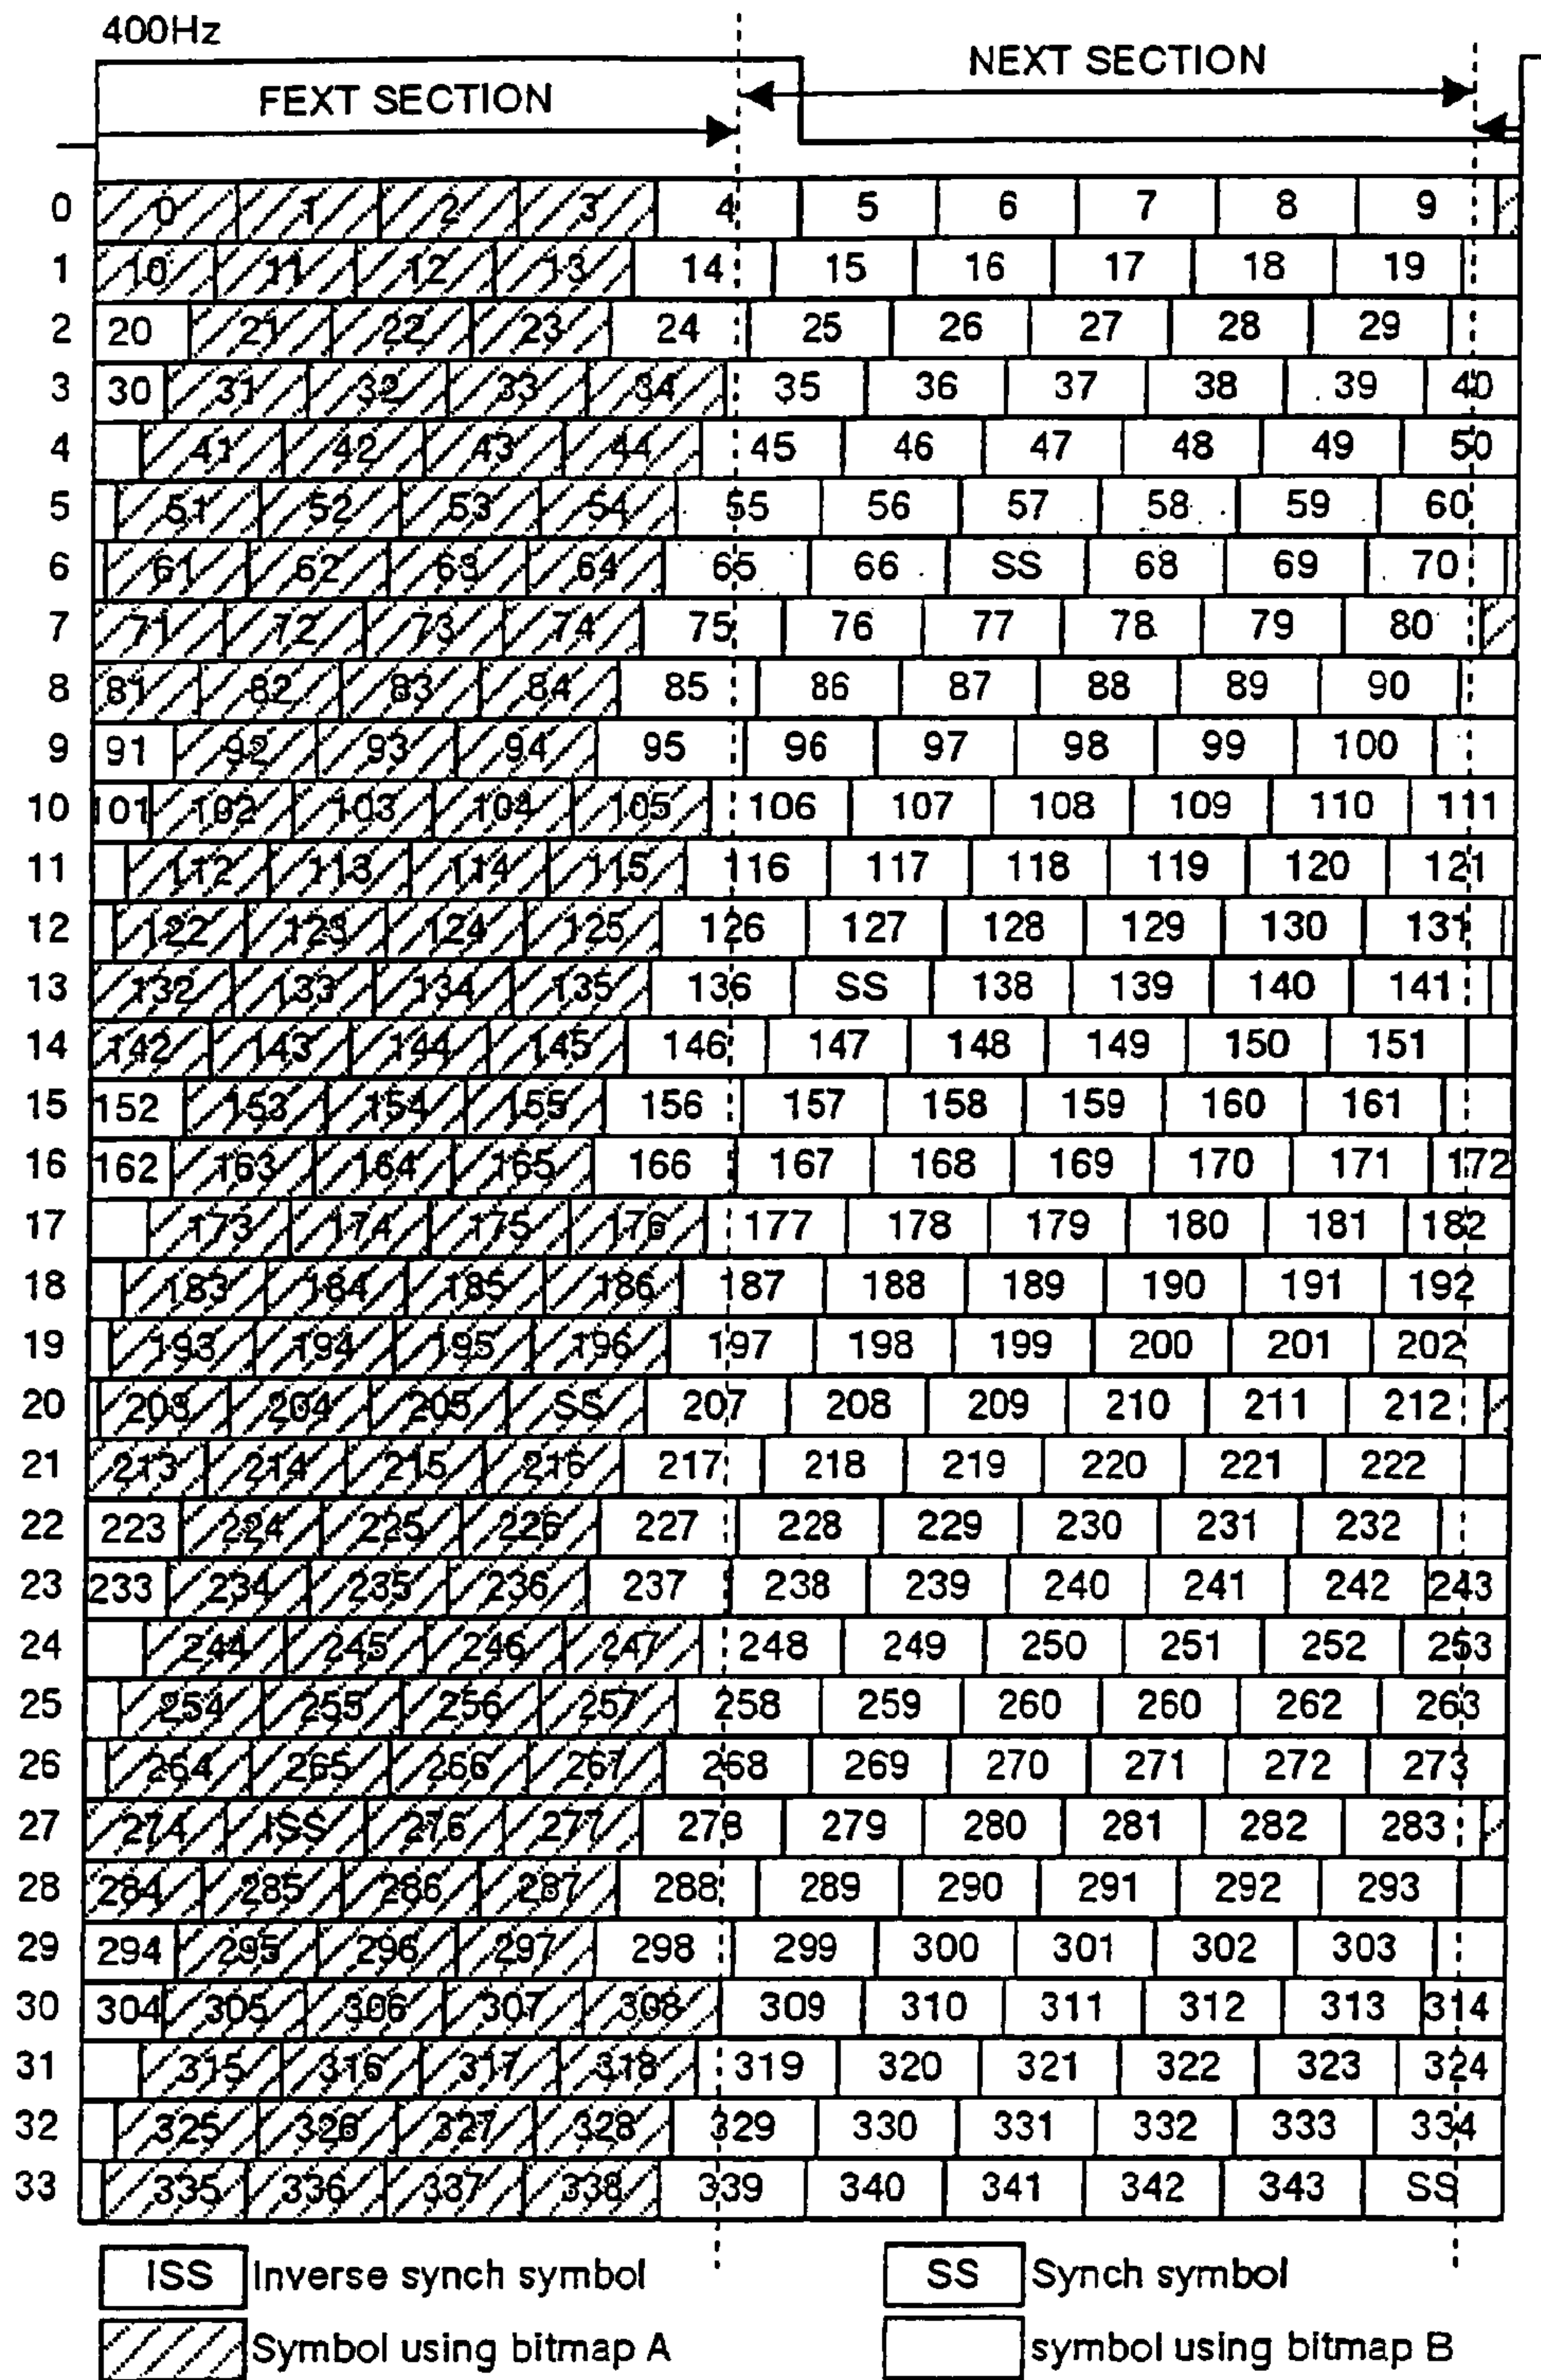 400Hz
FEXT SECTION NEXT SECTION
0 0 1 2 3 4 5 6 7 8 9
1 10 11 12 13 14 15 16 17 18 19
2 20 21 22 23 24 25 26 27 28 29
3 30 31 32 33 34 35 36 37 38 39 40
4 41 42 43 44 45 46 47 48 49 50
5 51 52 53 54 55 56 57 58 59 60
6 61 62 63 64 65 66 SS 68 69 70
7 71 72 73 74 75 76 77 78 79 80
8 81 82 83 84 85 86 87 88 89 90
9 91 92 93 94 95 96 97 98 99 100
10 101 102 103 104 105 106 107 108 109 110 111
11 112 113 114 115 116 117 118 119 120 121
12 122 123 124 125 126 127 128 129 130 131
13 132 133 134 135 136 SS 138 139 140 141
14 142 143 144 145 146 147 148 149 150 151
15 152 153 154 155 156 157 158 159 160 161
16 162 163 164 165 166 167 168 169 170 171 172
17 173 174 175 176 177 178 179 180 181 182
18 183 184 185 186 187 188 189 190 191 192
19 193 194 195 196 197 198 199 200 201 202
20 203 204 205 SS 207 208 209 210 211 212
21 213 214 215 216 217 218 219 220 221 222
22 223 224 225 226 227 228 229 230 231 232
23 233 234 235 236 237 238 239 240 241 242 243
24 244 245 246 247 248 249 250 251 252 253
25 254 255 256 257 258 259 260 260 262 263
26 264 265 266 267 268 269 270 271 272 273
27 274 ISS 276 277 278 279 280 281 282 283
28 284 285 286 287 288 289 290 291 292 293
29 294 295 296 297 298 299 300 301 302 303
30 304 305 306 307 308 309 310 311 312 313 314
31 315 316 317 318 319 320 321 322 323 324
32 325 326 327 328 329 330 331 332 333 334
33 335 336 337 338 339 340 341 342 343 SS
ISS Inverse synch symbol SS Synch symbol
Symbol using bitmap A symbol using bitmap B